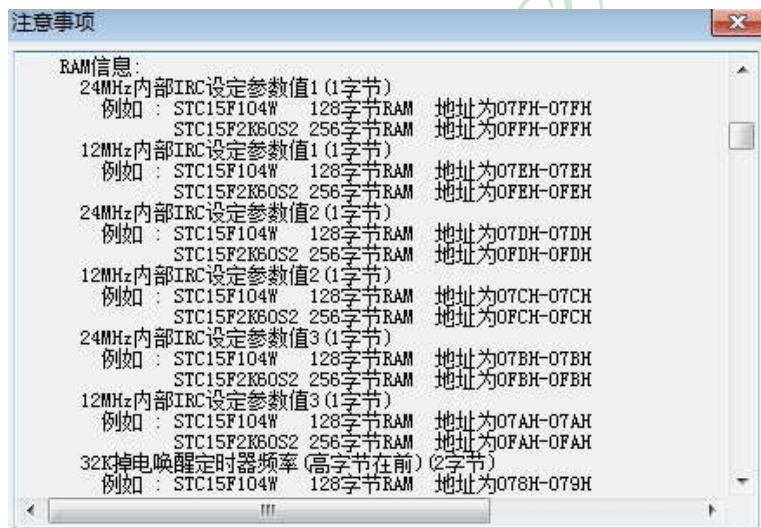 注意事项
RAM信息:
24MHz内部IRC设定参数值1(1字节)
例如 : STC15F104W 128字节RAM 地址为07FH-07FH
STC15F2K60S2 256字节RAM 地址为0FFH-0FFH
12MHz内部IRC设定参数值1(1字节)
例如 : STC15F104W 128字节RAM 地址为07EH-07EH
STC15F2K60S2 256字节RAM 地址为0FEH-0FEH
24MHz内部IRC设定参数值2(1字节)
例如 : STC15F104W 128字节RAM 地址为07DH-07DH
STC15F2K60S2 256字节RAM 地址为0FDH-0FDH
12MHz内部IRC设定参数值2(1字节)
例如 : STC15F104W 128字节RAM 地址为07CH-07CH
STC15F2K60S2 256字节RAM 地址为0FCH-0FCH
24MHz内部IRC设定参数值3(1字节)
例如 : STC15F104W 128字节RAM 地址为07BH-07BH
STC15F2K60S2 256字节RAM 地址为0FBH-0FBH
12MHz内部IRC设定参数值3(1字节)
例如 : STC15F104W 128字节RAM 地址为07AH-07AH
STC15F2K60S2 256字节RAM 地址为0FAH-0FAH
32K掉电唤醒定时器频率(高字节在前)(2字节)
例如 : STC15F104W 128字节RAM 地址为078H-079H